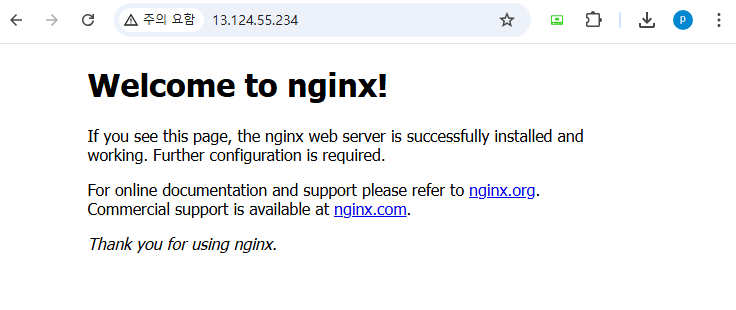 주의 요함 13.124.55.234
Welcome to nginx!
If you see this page, the nginx web server is successfully installed and
working. Further configuration is required.
For online documentation and support please refer to nginx.org.
Commercial support is available at nginx.com.
Thank you for using nginx.